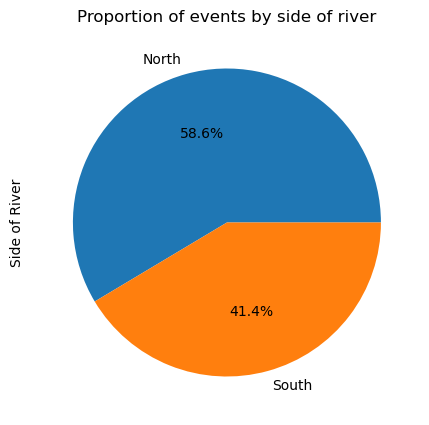 Proportion of events by side of river
North
58.6%
Side of River
41.4%
South